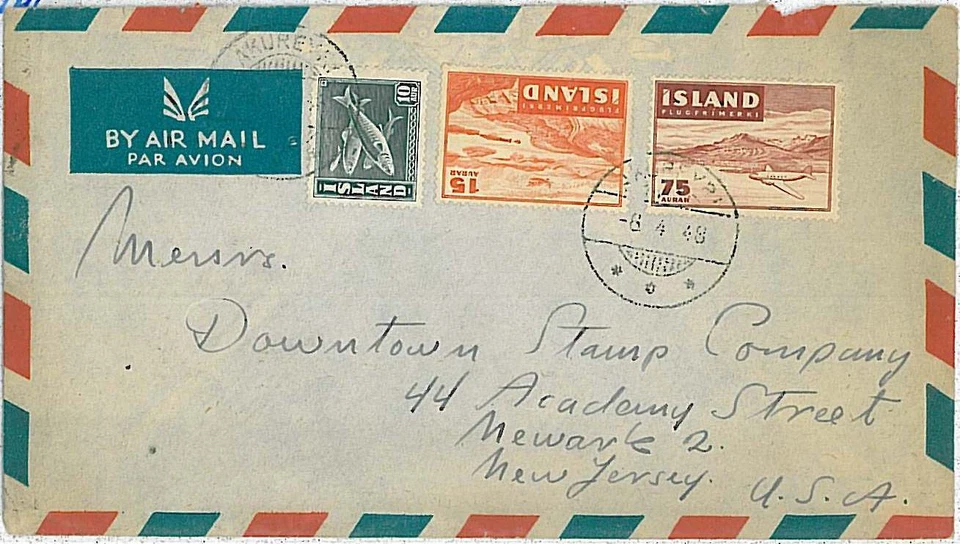 BY AIR MAIL
PAR AVION
10
AUR
ÍSLAND
ÍSLAND
FLUGFRÍMERKI
15
AURAR
ÍSLAND
FLUGFRÍMERKI
75
AURAR
-6 4 48
Messrs.
Downtown Stamp Company
44 Academy Street
Newark 2.
New Jersey.
U.S.A.